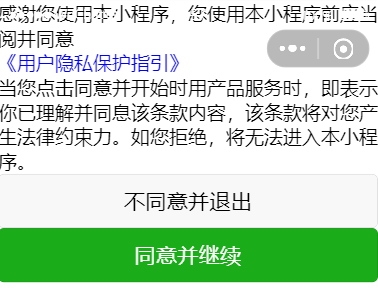 感谢您使用本小程序，您使用本小程序前应当
阅井同意
《用户隐私保护指引》
当您点击同意并开始时用产品服务时，即表示
你已理解并同息该条款内容，该条款将对您产
生法律约束力。如您拒绝，将无法进入本小程
序。
不同意并退出
同意并继续